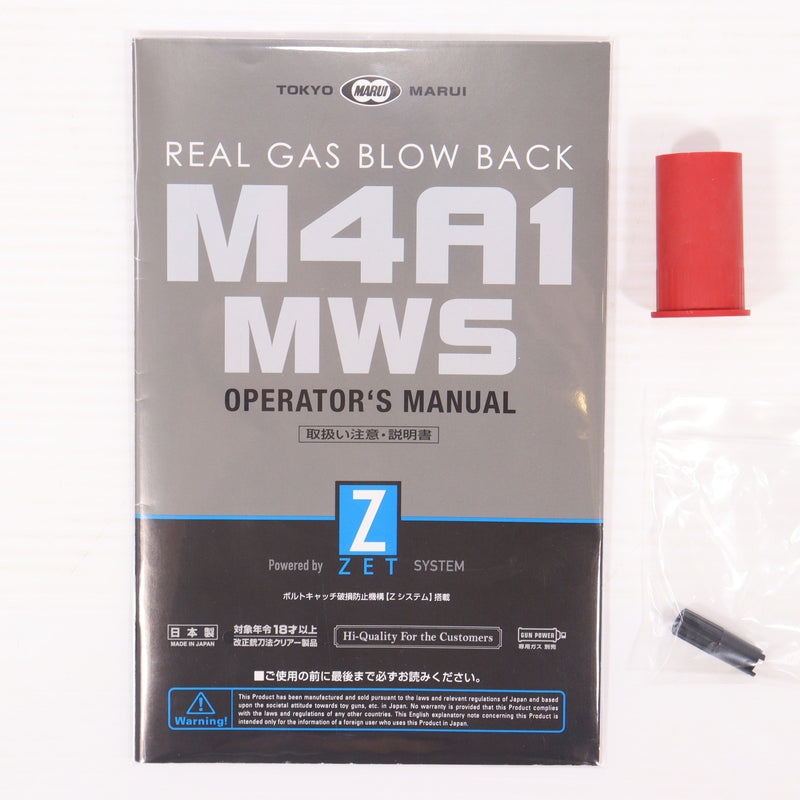 TOKYO MARUI MARUI
REAL GAS BLOW BACK
M4A1
MWS
OPERATOR'S MANUAL
取扱い注意・説明書
Z
Powered by ZET SYSTEM
ボルトキャッチ破損防止機構【Z システム】搭載
日本製
MADE IN JAPAN
対象年令18才以上
改正銃刀法クリアー製品
Hi-Quality For the Customers
GUN POWER
専用ガス 別売
■ご使用の前に最後まで必ずお読みください。
Warning!
This Product has been manufactured and sold pursuant to the laws and relevant regulations of Japan and based
upon the societal attitude towards toy guns, etc. in Japan. No warranty is provided that this Product complies
with the laws and regulations of any other countries. This English explanatory note concerning this Product is
intended only for the information of a foreign user who uses this Product in Japan.